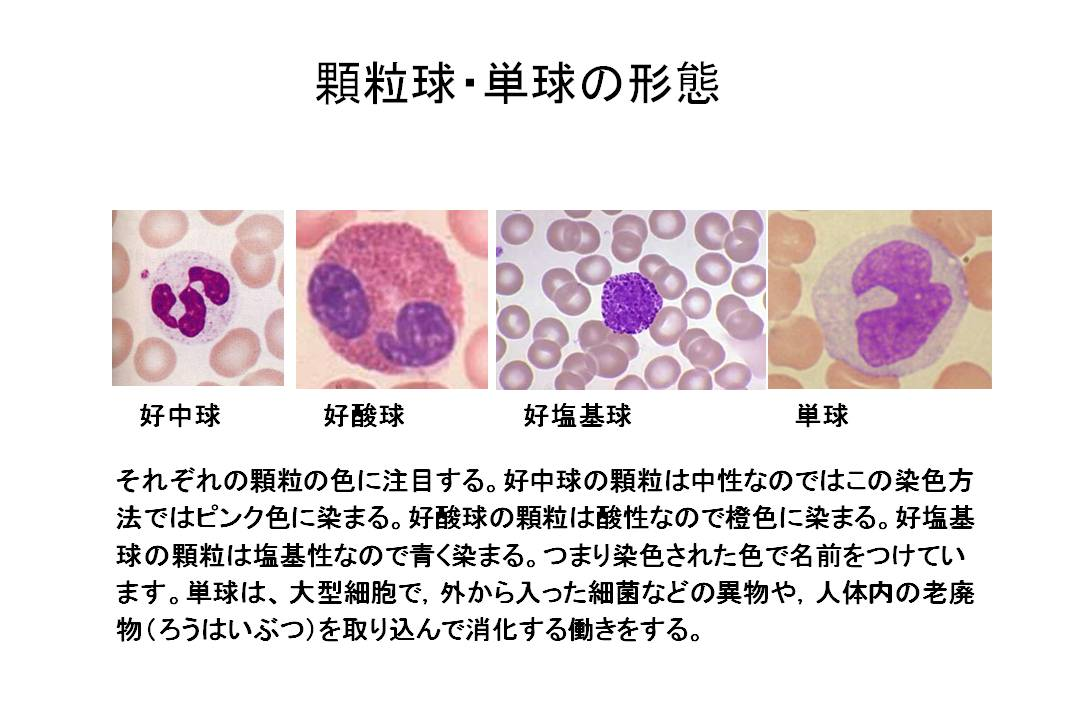 顆粒球・単球の形態
好中球
好酸球
好塩基球
単球
それぞれの顆粒の色に注目する。好中球の顆粒は中性なのではこの染色方
法ではピンク色に染まる。好酸球の顆粒は酸性なので橙色に染まる。好塩基
球の顆粒は塩基性なので青く染まる。つまり染色された色で名前をつけてい
ます。単球は、大型細胞で，外から入った細菌などの異物や，人体内の老廃
物（ろうはいぶつ）を取り込んで消化する働きをする。